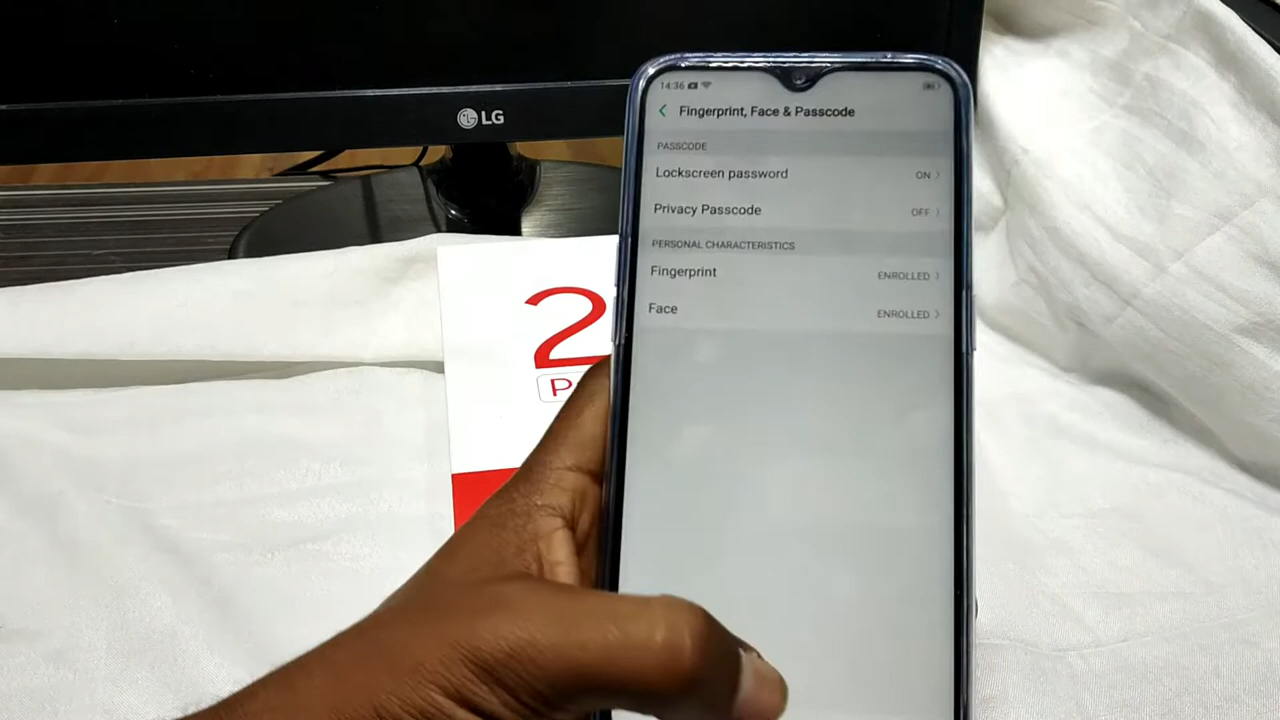 LG
14:36
Fingerprint, Face & Passcode
PASSCODE
Lockscreen password ON
Privacy Passcode OFF
PERSONAL CHARACTERISTICS
Fingerprint ENROLLED
Face ENROLLED
2
P